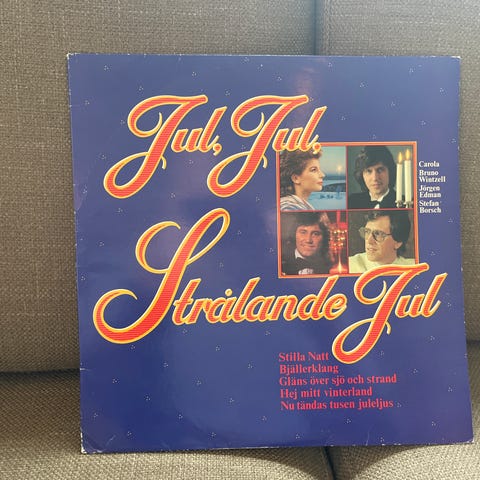 Jul, Jul,
Strålande Jul
Carola
Bruno
Wintzell
Jörgen
Edman
Stefan
Borsch
Stilla Natt
Bjällerklang
Gläns över sjö och strand
Hej mitt vinterland
Nu tändas tusen juleljus